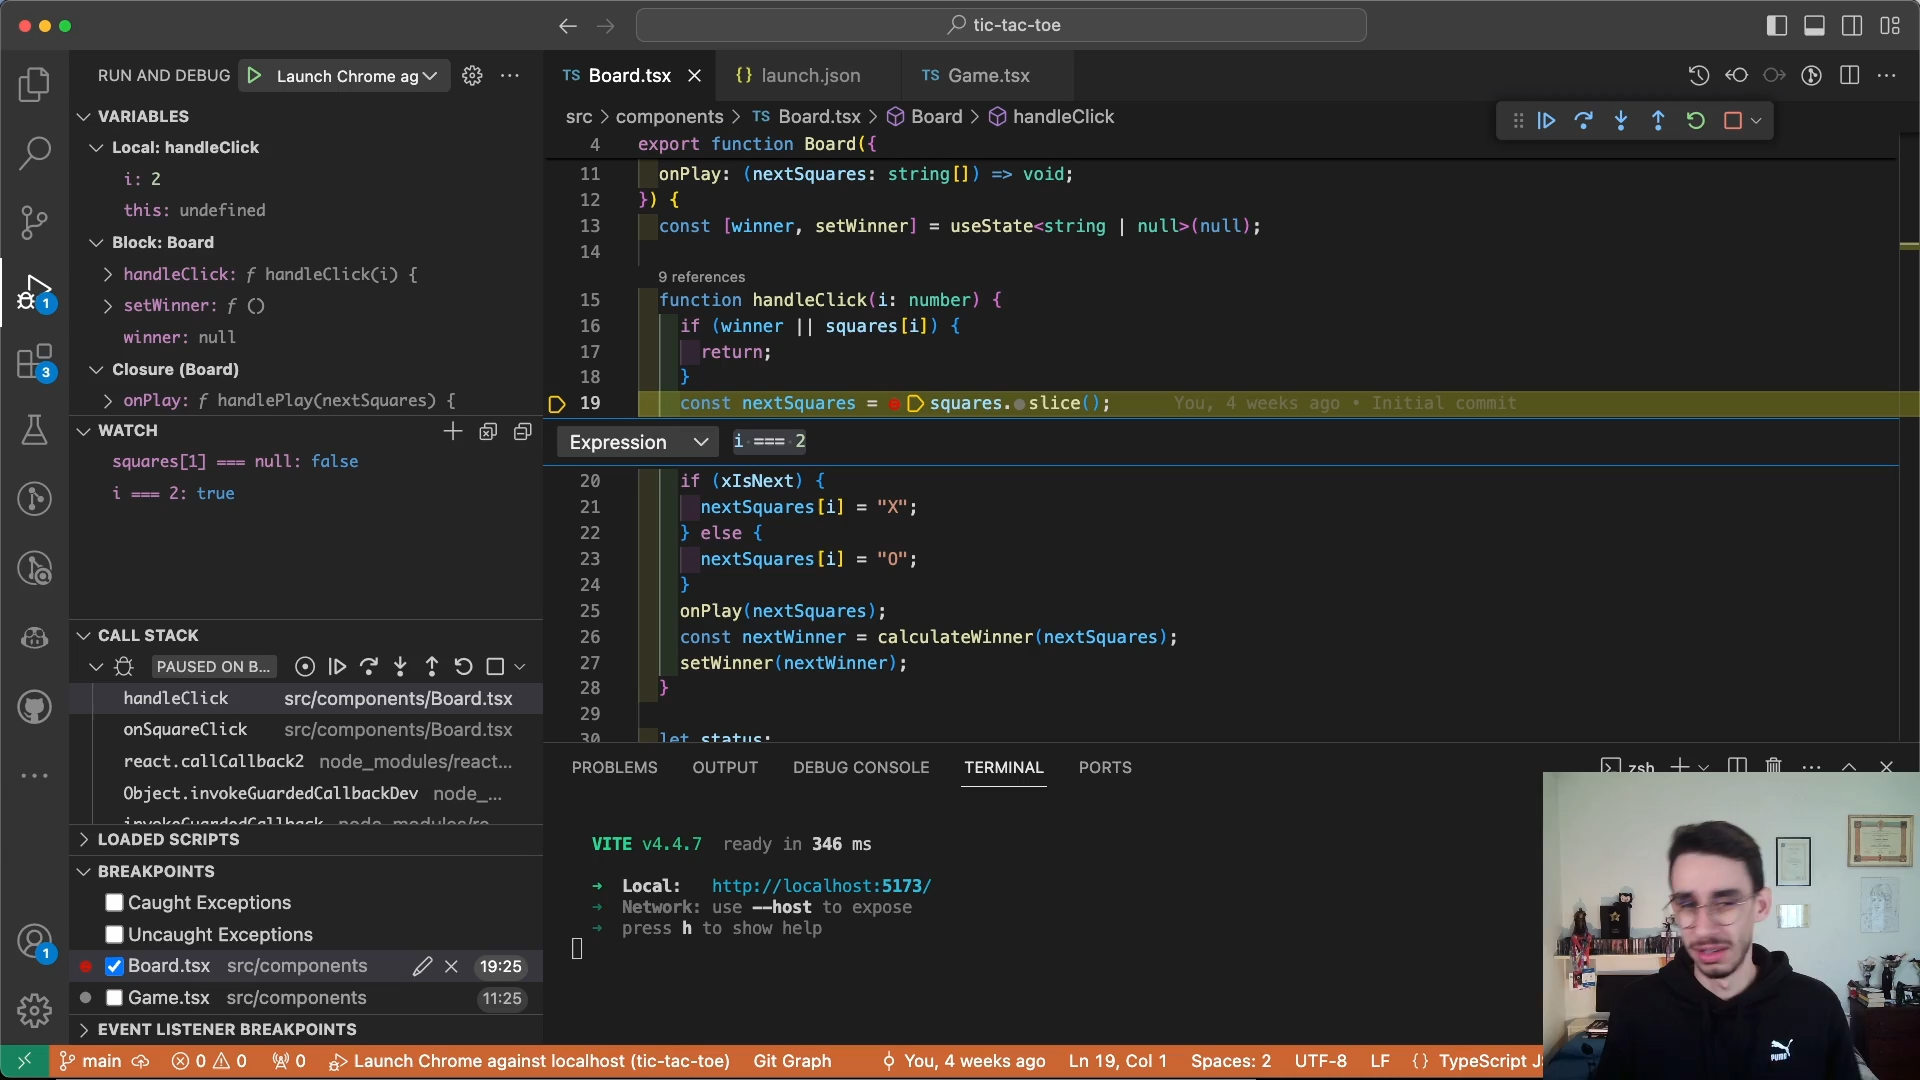 tic-tac-toe
RUN AND DEBUG
Launch Chrome ag
TS Board.tsx
{} launch.json
TS Game.tsx
src > components > TS Board.tsx > Board > handleClick
VARIABLES
Local: handleClick
i: 2
this: undefined
Block: Board
handleClick: ƒ handleClick(i) {
setWinner: ƒ ()
winner: null
Closure (Board)
onPlay: ƒ handlePlay(nextSquares) {
WATCH
squares[1] === null: false
i === 2: true
CALL STACK
PAUSED ON B...
handleClick src/components/Board.tsx
onSquareClick src/components/Board.tsx
react.callCallback2 node_modules/react...
Object.invokeGuardedCallbackDev node_...
invokeGuardedCallback node_modules/re
LOADED SCRIPTS
BREAKPOINTS
Caught Exceptions
Uncaught Exceptions
Board.tsx src/components 19:25
Game.tsx src/components 11:25
EVENT LISTENER BREAKPOINTS
1
3
1
4 export function Board({
11 onPlay: (nextSquares: string[]) => void;
12 }) {
13 const [winner, setWinner] = useState<string | null>(null);
14
9 references
15 function handleClick(i: number) {
16 if (winner || squares[i]) {
17 return;
18 }
19 const nextSquares = squares.slice(); You, 4 weeks ago • Initial commit
Expression i === 2
20 if (xIsNext) {
21 nextSquares[i] = "X";
22 } else {
23 nextSquares[i] = "O";
24 }
25 onPlay(nextSquares);
26 const nextWinner = calculateWinner(nextSquares);
27 setWinner(nextWinner);
28 }
29
30 let status;
PROBLEMS OUTPUT DEBUG CONSOLE TERMINAL PORTS
zsh
VITE v4.4.7 ready in 346 ms
➜ Local: http://localhost:5173/
➜ Network: use --host to expose
➜ press h to show help
PUMA
main 0 0 0 Launch Chrome against localhost (tic-tac-toe) Git Graph You, 4 weeks ago Ln 19, Col 1 Spaces: 2 UTF-8 LF {} TypeScript J